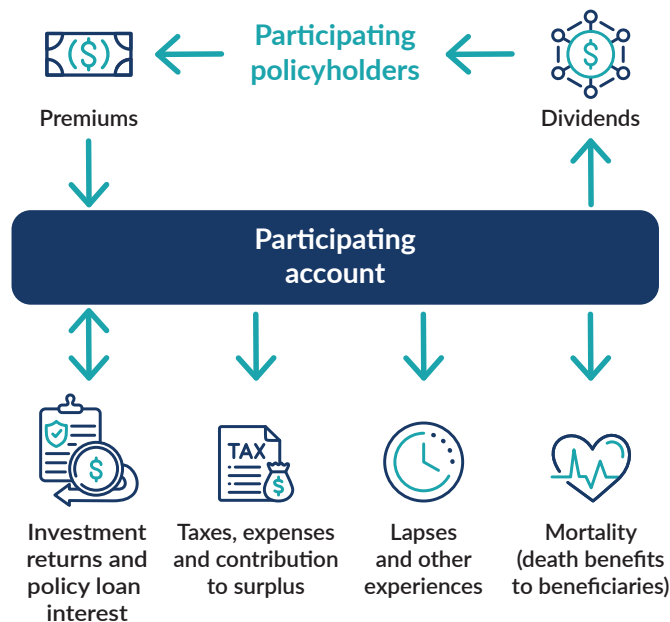 Participating
policyholders
($)
$
Premiums
Dividends
Participating
account
$
TAX
$
Investment
returns and
policy loan
interest
Taxes, expenses
and contribution
to surplus
Lapses
and other
experiences
Mortality
(death benefits
to beneficiaries)